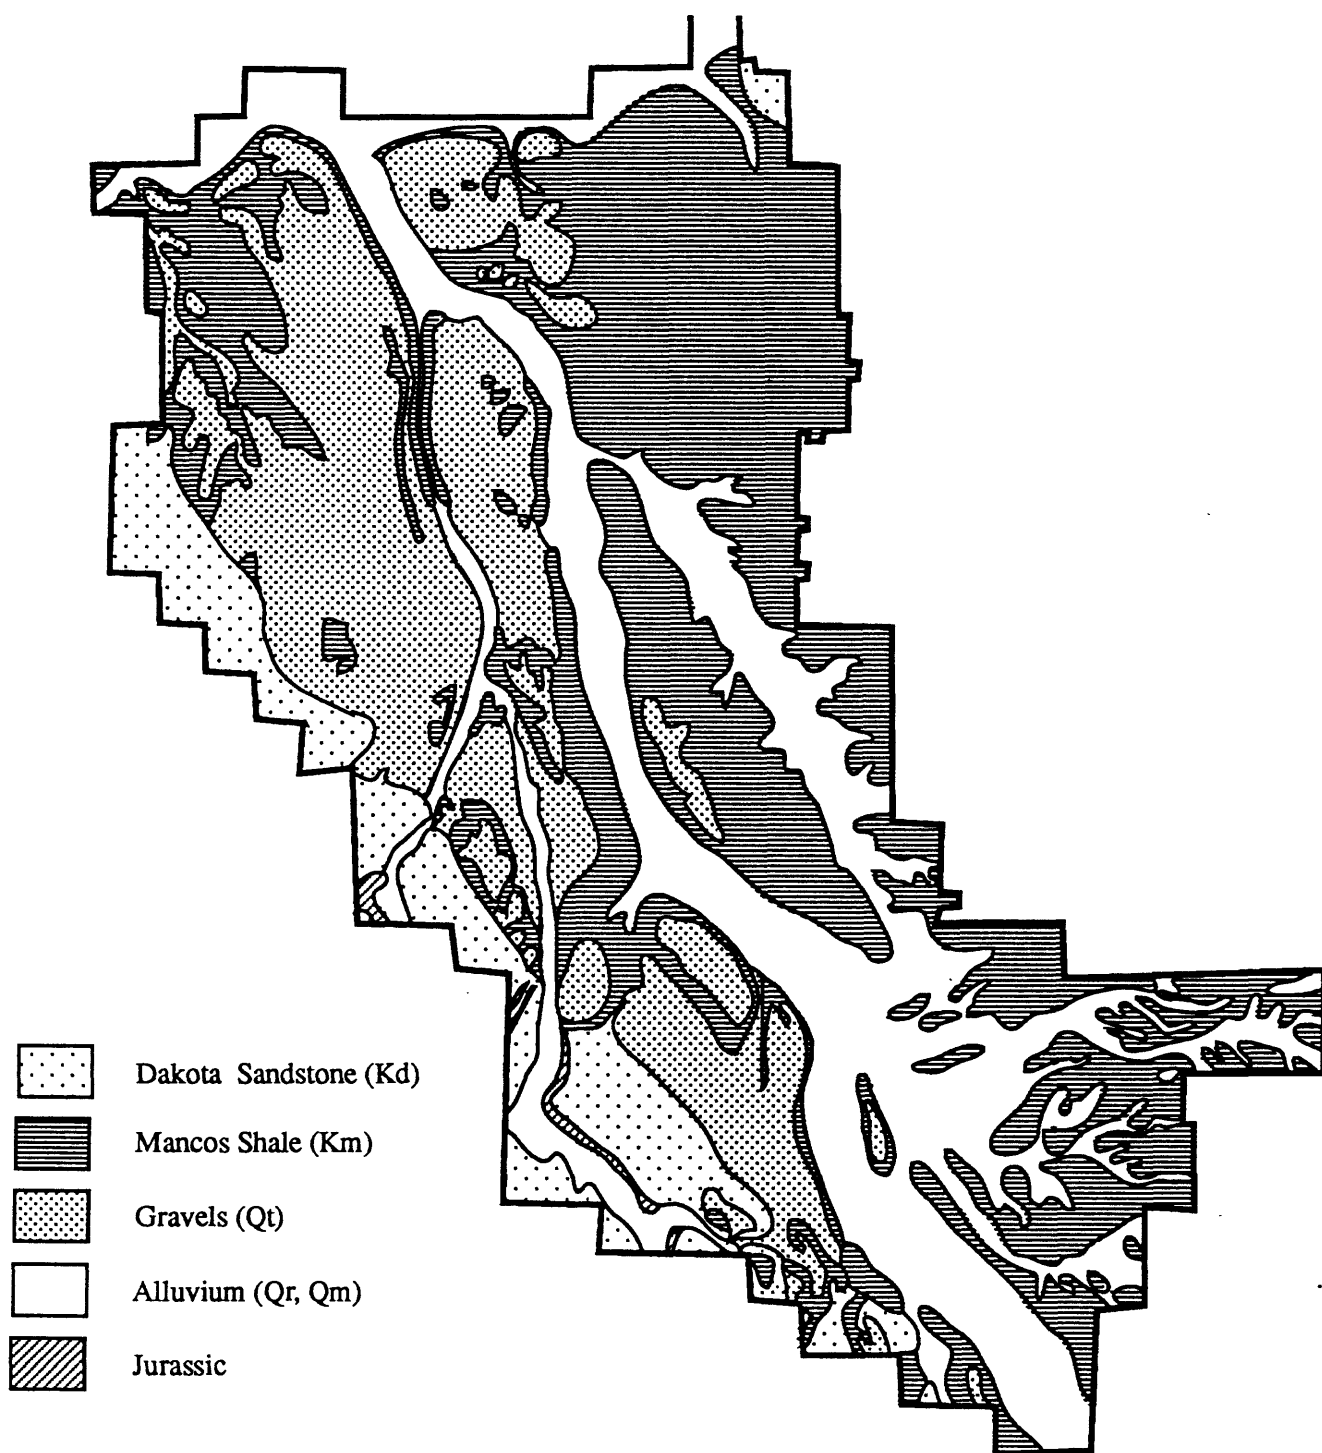 Dakota Sandstone (Kd)
Mancos Shale (Km)
Gravels (Qt)
Alluvium (Qr, Qm)
Jurassic